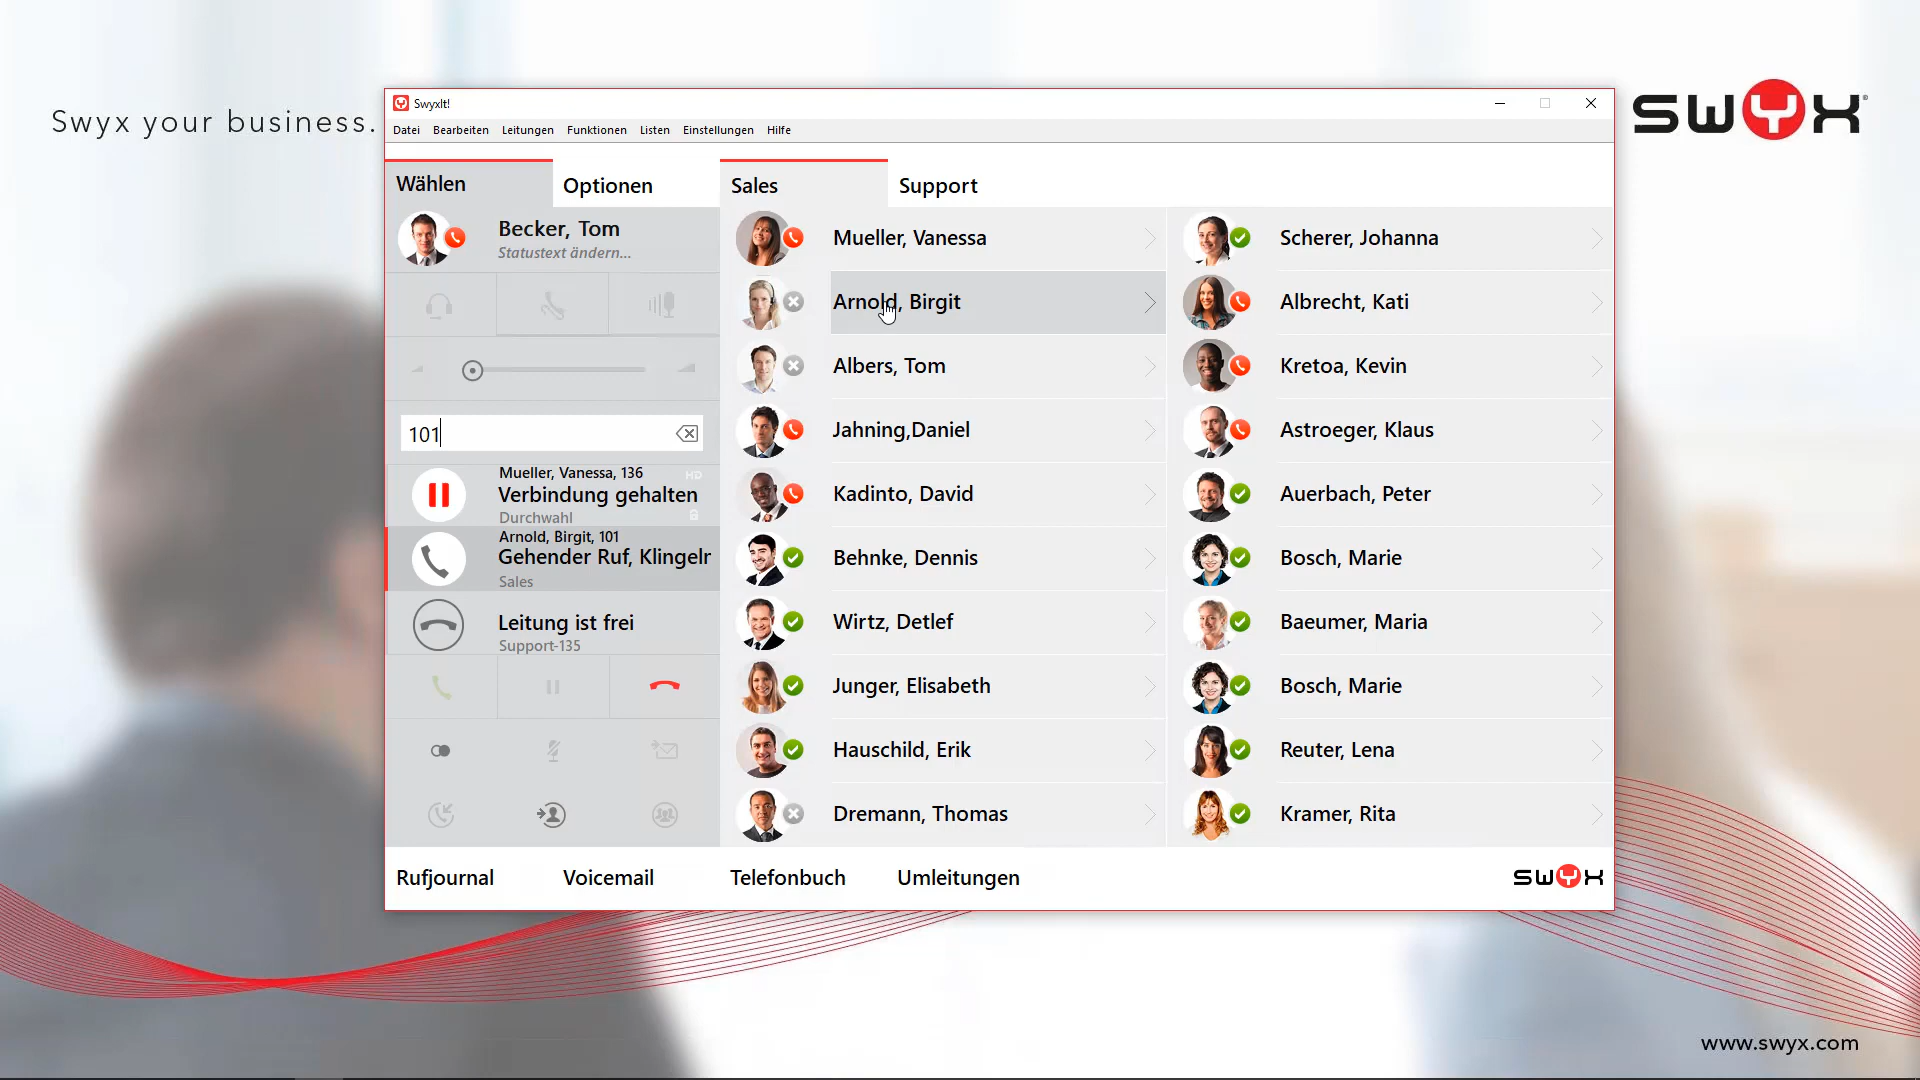 Swyx your business.
SWYX®
SwyxIt!
Datei Bearbeiten Leitungen Funktionen Listen Einstellungen Hilfe
Wählen
Optionen
Sales
Support
Becker, Tom
Statustext ändern...
101
Mueller, Vanessa, 136
HD
Verbindung gehalten
Durchwahl
Arnold, Birgit, 101
Gehender Ruf, Klingelr
Sales
Leitung ist frei
Support-135
Mueller, Vanessa
Arnold, Birgit
Albers, Tom
Jahning,Daniel
Kadinto, David
Behnke, Dennis
Wirtz, Detlef
Junger, Elisabeth
Hauschild, Erik
Dremann, Thomas
Scherer, Johanna
Albrecht, Kati
Kretoa, Kevin
Astroeger, Klaus
Auerbach, Peter
Bosch, Marie
Baeumer, Maria
Bosch, Marie
Reuter, Lena
Kramer, Rita
Rufjournal
Voicemail
Telefonbuch
Umleitungen
SWYX
www.swyx.com